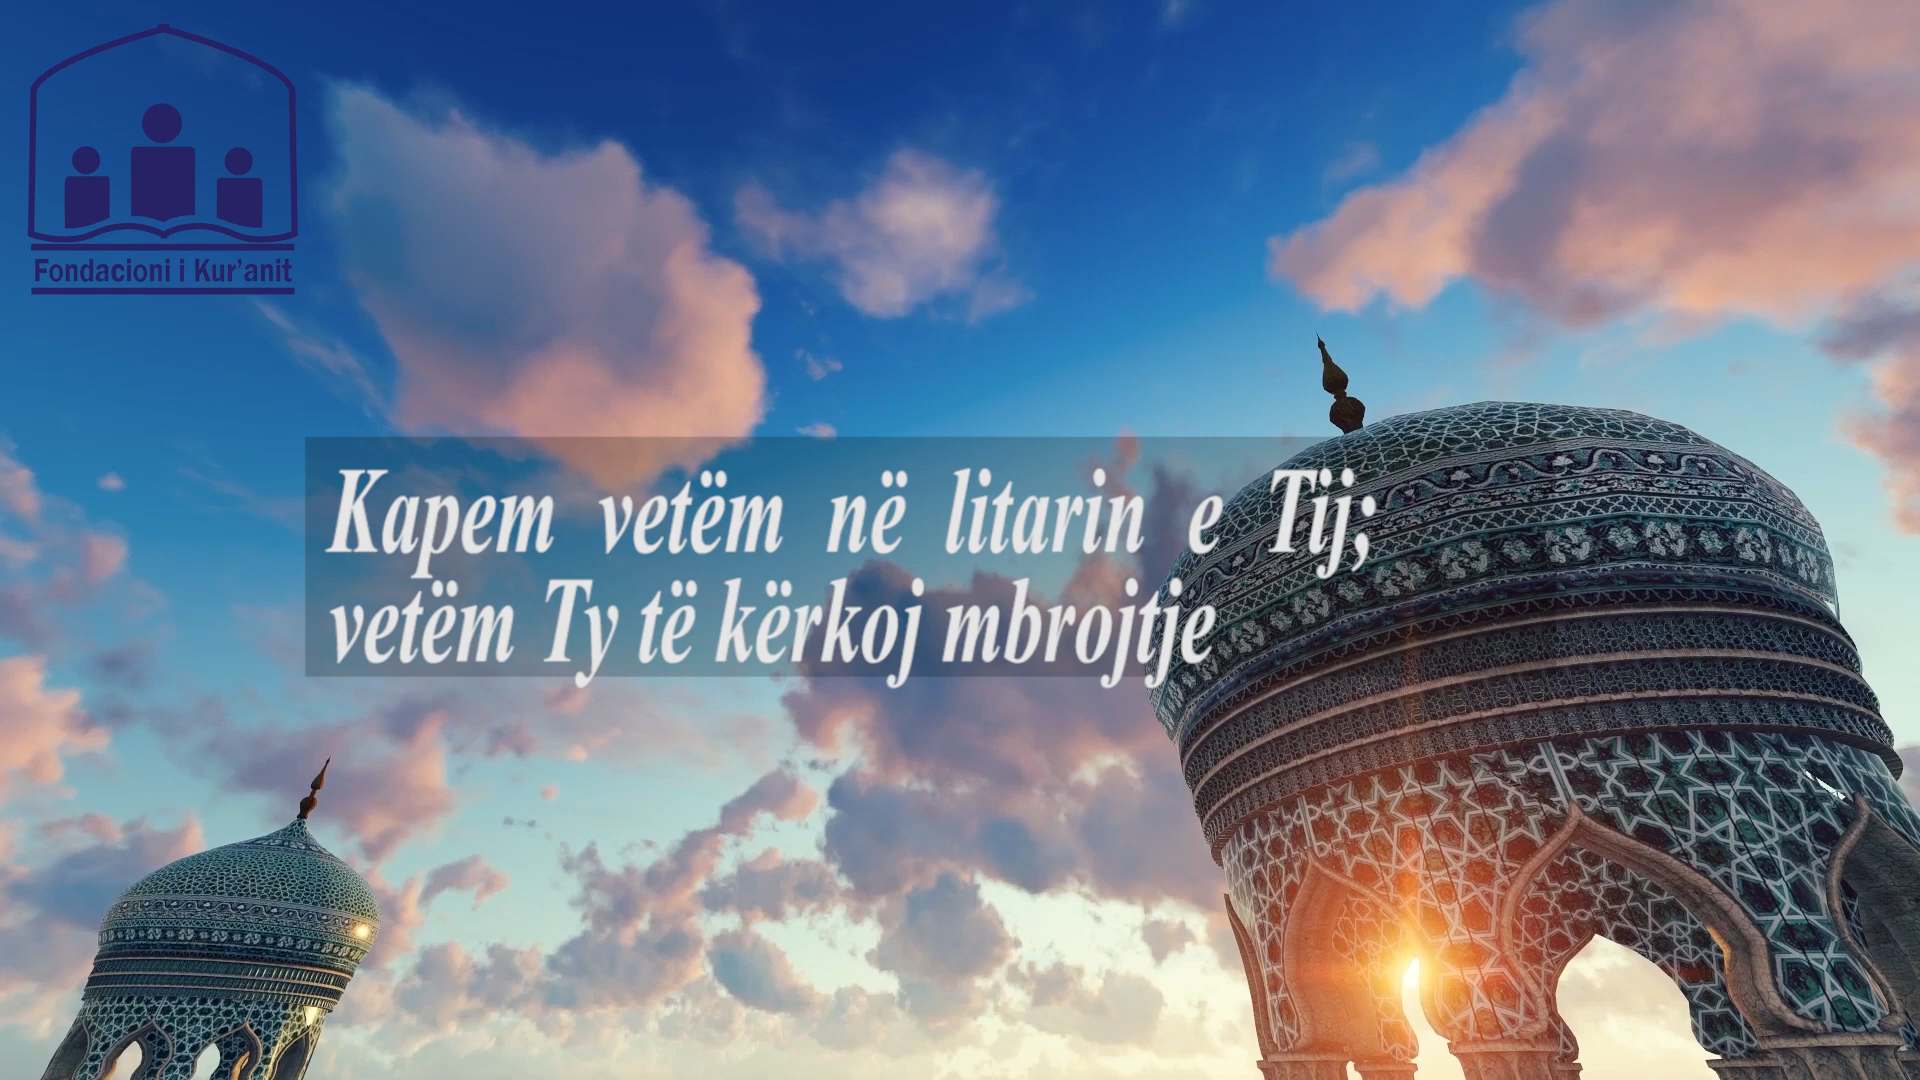 Fondacioni i Kur'anit
Kapem vetëm në litarin e Tij;
vetëm Ty të kërkoj mbrojtje